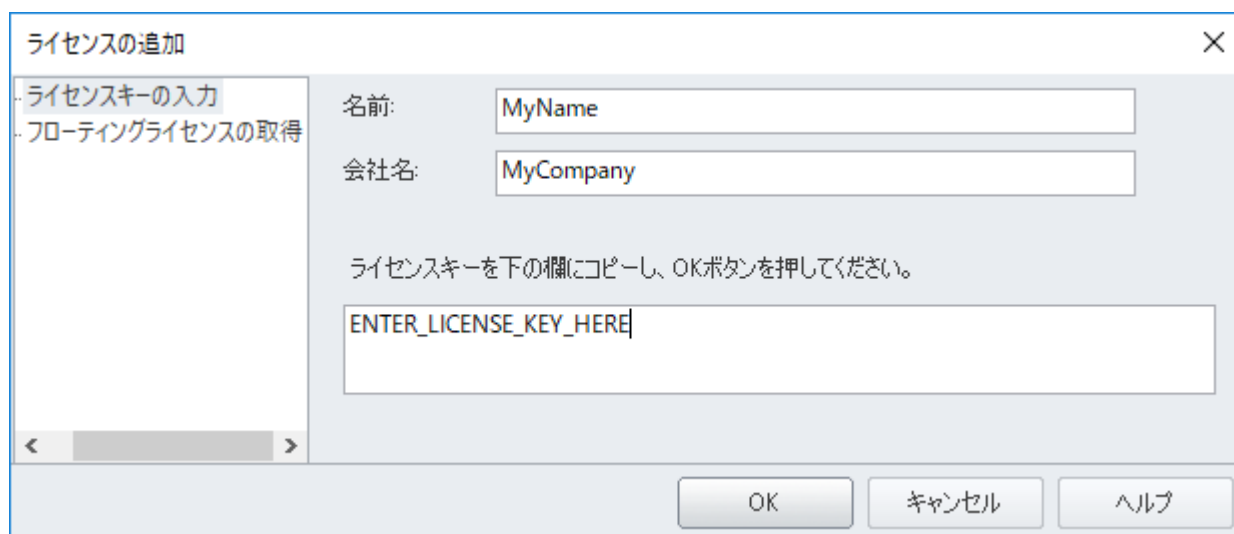 ライセンスの追加
ライセンスキーの入力
フローティングライセンスの取得
名前: MyName
会社名: MyCompany
ライセンスキーを下の欄にコピーし、OKボタンを押してください。
ENTER_LICENSE_KEY_HERE
OK キャンセル ヘルプ